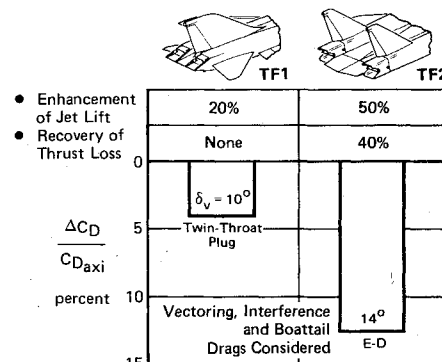 TF1
TF2
• Enhancement of Jet Lift
20%
50%
• Recovery of Thrust Loss
None
40%
0
δv = 10°
Twin-Throat
Plug
ΔCD
CDaxi
percent
5
10
15
Vectoring, Interference
and Boattail
Drags Considered
14°
E-D